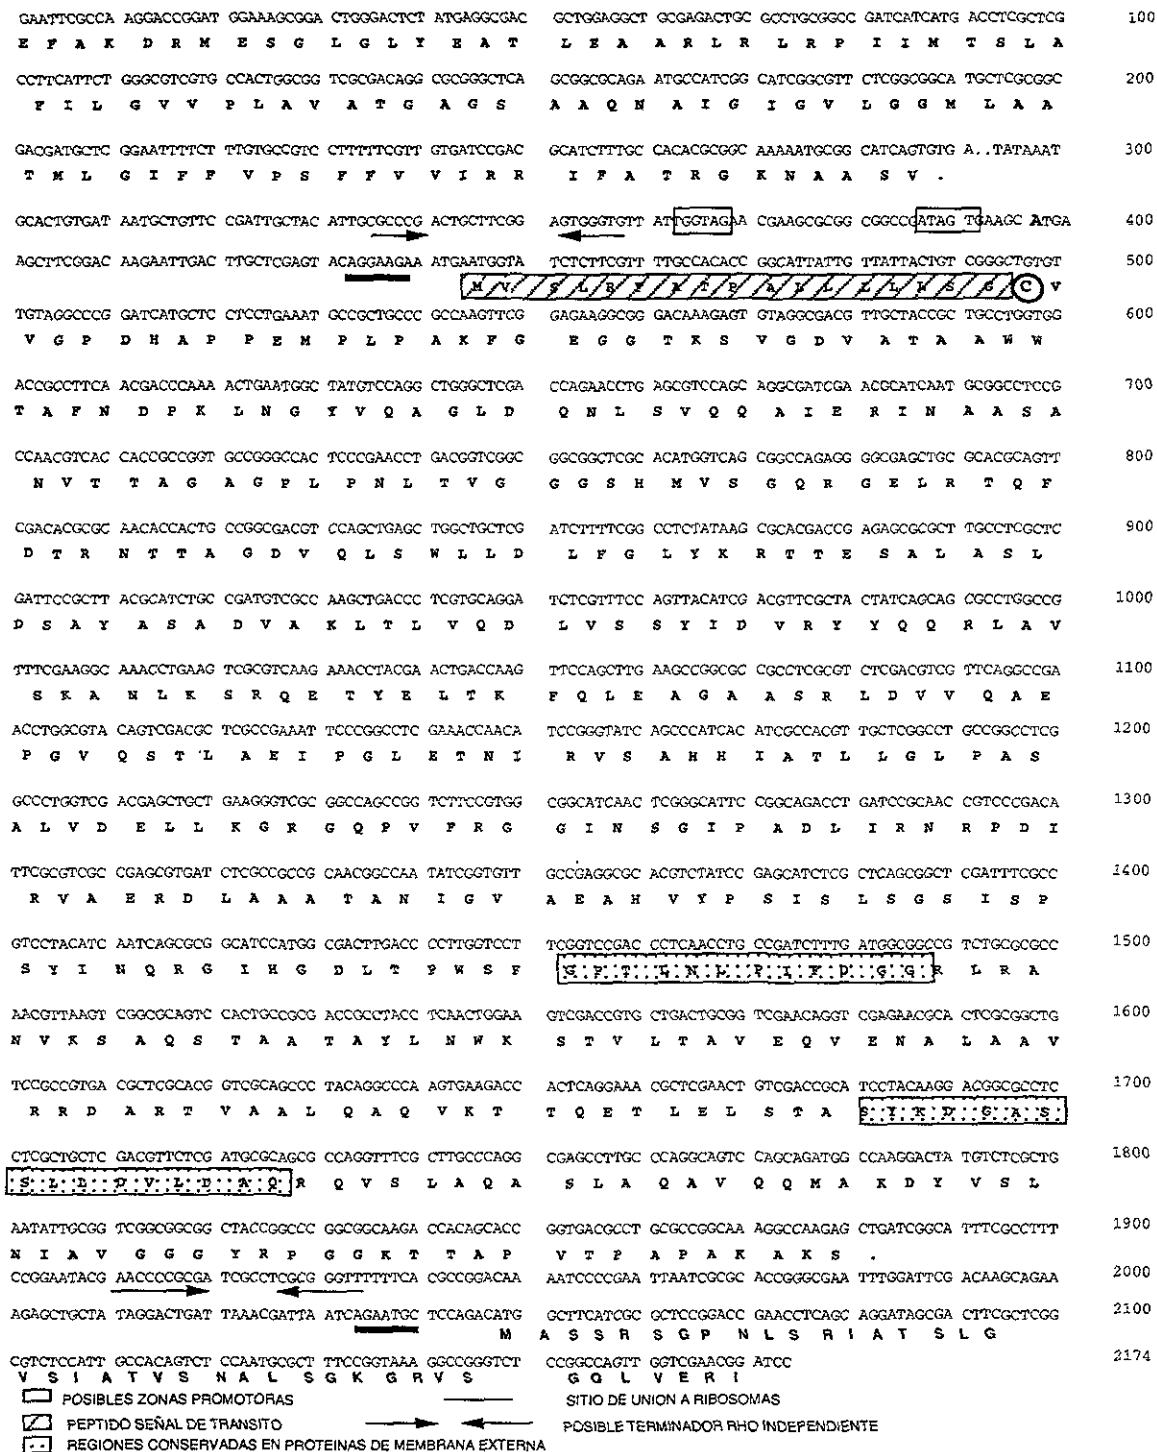 GAATTCGCCA AGGACCGGAT GGAAAGCGGA CTGGGACTCT ATGAGGCGAC GCTGGAGGCT GCGAGACTGC GCCTGCGGCC GATCATCATG ACCTCGCTCG 100
E F A K D R M E S G L G L Y E A T L E A A R L R L R P I I M T S L A
CCTTCATTCT GGGCGTCGTG CCACTGGCGG TCGCGACAGG CGCGGGCTCA GCGGCGCAGA ATGCCATCGG CATCGGCGTT CTCGGCGGCA TGCTCGCGGC 200
F I L G V V P L A V A T G A G S A A Q N A I G I G V L G G M L A A
GACGATGCTC GGAATTTTCT TTGTGCCGTC CTTTTTCGTT GTGATCCGAC GCATCTTTGC CACACGCGGC AAAAATGCGG CATCAGTGTG A..TATAAAT 300
T M L G I F F V P S F F V V I R R I F A T R G K N A A S V .
GCACTGTGAT AATGCTGTTC CGATTGCTAC ATTGCGCCCG ACTGCTTCGG AGTGGGTGTT ATTGGTAGAA CGAAGCGCGG CGGCCGATAG TGAAGC ATGA 400
AGCTTCGGAC AAGAATTGAC TTGCTCGAGT ACAGGAAGAA ATGAATGGTA TCTCTTCGTT TTGCCACACC GGCATTATTG TTATTACTGT CGGGCTGTGT 500
M V S L R F A T P A L L L L L S G C V
TGTAGGCCCG GATCATGCTC CTCCTGAAAT GCCGCTGCCC GCCAAGTTCG GAGAAGGCGG GACAAAGAGT GTAGGCGACG TTGCTACCGC TGCCTGGTGG 600
V G P D H A P P E M P L P A K F G E G G T K S V G D V A T A A W W
ACCGCCTTCA ACGACCCAAA ACTGAATGGC TATGTCCAGG CTGGGCTCGA CCAGAACCTG AGCGTCCAGC AGGCGATCGA ACGCATCAAT GCGGCCTCCG 700
T A F N D P K L N G Y V Q A G L D Q N L S V Q Q A I E R I N A A S A
CCAACGTCAC CACCGCCGGT GCCGGGCCAC TCCCGAACCT GACGGTCGGC GGCGGCTCGC ACATGGTCAG CGGCCAGAGG GGCGAGCTGC GCACGCAGTT 800
N V T T A G A G P L P N L T V G G G S H M V S G Q R G E L R T Q F
CGACACGCGC AACACCACTG CCGGCGACGT CCAGCTGAGC TGGCTGCTCG ATCTTTTCGG CCTCTATAAG CGCACGACCG AGAGCGCGCT TGCCTCGCTC 900
D T R N T T A G D V Q L S W L L D L F G L Y K R T T E S A L A S L
GATTCCGCTT ACGCATCTGC CGATGTCGCC AAGCTGACCC TCGTGCAGGA TCTCGTTTCC AGTTACATCG ACGTTCGCTA CTATCAGCAG CGCCTGGCCG 1000
D S A Y A S A D V A K L T L V Q D L V S S Y I D V R Y Y Q Q R L A V
TTTCGAAGGC AAACCTGAAG TCGCGTCAAG AAACCTACGA ACTGACCAAG TTCCAGCTTG AAGCCGGCGC CGCCTCGCGT CTCGACGTCG TTCAGGCCGA 1100
S K A N L K S R Q E T Y E L T K F Q L E A G A A S R L D V V Q A E
ACCTGGCGTA CAGTCGACGC TCGCCGAAAT TCCCGGCCTC GAAACCAACA TCCGGGTATC AGCCCATCAC ATCGCCACGT TGCTCGGCCT GCCGGCCTCG 1200
P G V Q S T L A E I P G L E T N I R V S A H H I A T L L G L P A S
GCCCTGGTCG ACGAGCTGCT GAAGGGTCGC GGCCAGCCGG TCTTCCGTGG CGGCATCAAC TCGGGCATTC CGGCAGACCT GATCCGCAAC CGTCCCGACA 1300
A L V D E L L K G R G Q P V F R G G I N S G I P A D L I R N R P D I
TTCGCGTCGC CGAGCGTGAT CTCGCCGCCG CAACGGCCAA TATCGGTGTT GCCGAGGCGC ACGTCTATCC GAGCATCTCG CTCAGCGGCT CGATTTCGCC 1400
R V A E R D L A A A T A N I G V A E A H V Y P S I S L S G S I S P
GTCCTACATC AATCAGCGCG GCATCCATGG CGACTTGACC CCTTGGTCCT TCGGTCCGAC CCTCAACCTG CCGATCTTTG ATGGCGGCCG TCTGCGCGCC 1500
S Y I N Q R G I H G D L T P W S F G P T L N L P I F D G G R L R A
AACGTTAAGT CGGCGCAGTC CACTGCCGCG ACCGCCTACC TCAACTGGAA GTCGACCGTG CTGACTGCGG TCGAACAGGT CGAGAACGCA CTCGCGGCTG 1600
N V K S A Q S T A A T A Y L N W K S T V L T A V E Q V E N A L A A V
TCCGCCGTGA CGCTCGCACG GTCGCAGCCC TACAGGCCCA AGTGAAGACC ACTCAGGAAA CGCTCGAACT GTCGACCGCA TCCTACAAGG ACGGCGCCTC 1700
R R D A R T V A A L Q A Q V K T T Q E T L E L S T A S Y K D G A S
CTCGCTGCTC GACGTTCTCG ATGCGCAGCG CCAGGTTTCG CTTGCCCAGG CGAGCCTTGC CCAGGCAGTC CAGCAGATGG CCAAGGACTA TGTCTCGCTG 1800
S L L D V L D A Q R Q V S L A Q A S L A Q A V Q Q M A K D Y V S L
AATATTGCGG TCGGCGGCGG CTACCGGCCC GGCGGCAAGA CCACAGCACC GGTGACGCCT GCGCCGGCAA AGGCCAAGAG CTGATCGGCA TTTCGCCTTT 1900
N I A V G G G Y R P G G K T T A P V T P A P A K A K S .
CCGGAATACG AACCCCGCGA TCGCCTCGCG GGTTTTTTCA CGCCGGACAA AATCCCCGAA TTAATCGCGC ACCGGGCGAA TTTGGATTCG ACAAGCAGAA 2000
AGAGCTGCTA TAGGACTGAT TAAACGATTA ATCAGAATGC TCCAGACATG GCTTCATCGC GCTCCGGACC GAACCTCAGC AGGATAGCGA CTTCGCTCGG 2100
M A S S R S G P N L S R I A T S L G
CGTCTCCATT GCCACAGTCT CCAATGCGCT TTCCGGTAAA GGCCGGGTCT CCGGCCAGTT GGTCGAACGG ATCC 2174
V S I A T V S N A L S G K G R V S G Q L V E R I
POSIBLES ZONAS PROMOTORAS SITIO DE UNION A RIBOSOMAS
PEPTIDO SEÑAL DE TRANSITO POSIBLE TERMINADOR RHO INDEPENDIENTE
REGIONES CONSERVADAS EN PROTEINAS DE MEMBRANA EXTERNA